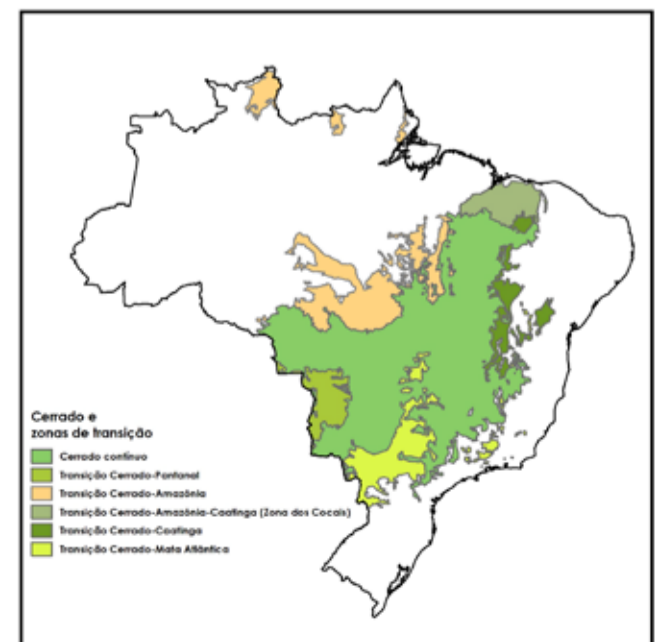 Cerrado e
zonas de transição
Cerrado contínuo
Transição Cerrado-Pantanal
Transição Cerrado-Amazônia
Transição Cerrado-Amazônia-Caatinga (Zona dos Cocais)
Transição Cerrado-Caatinga
Transição Cerrado-Mata Atlântica